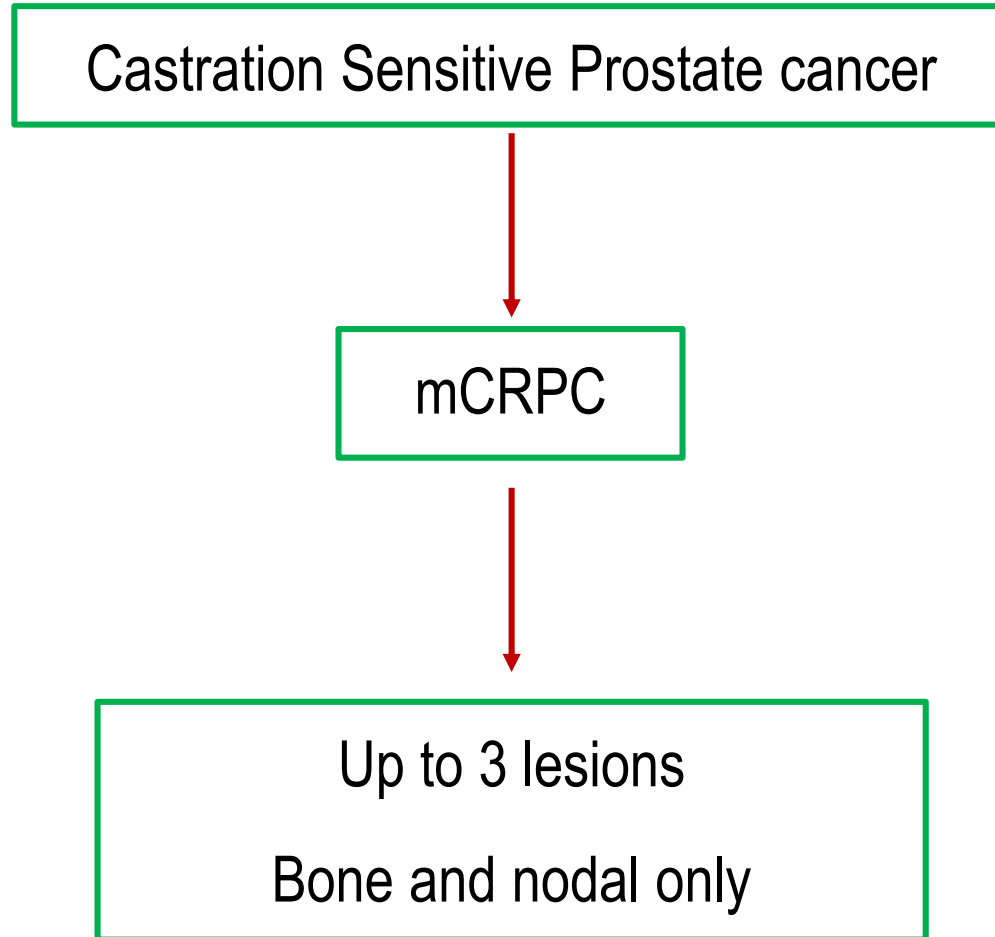 Castration Sensitive Prostate cancer
mCRPC
Up to 3 lesions
Bone and nodal only